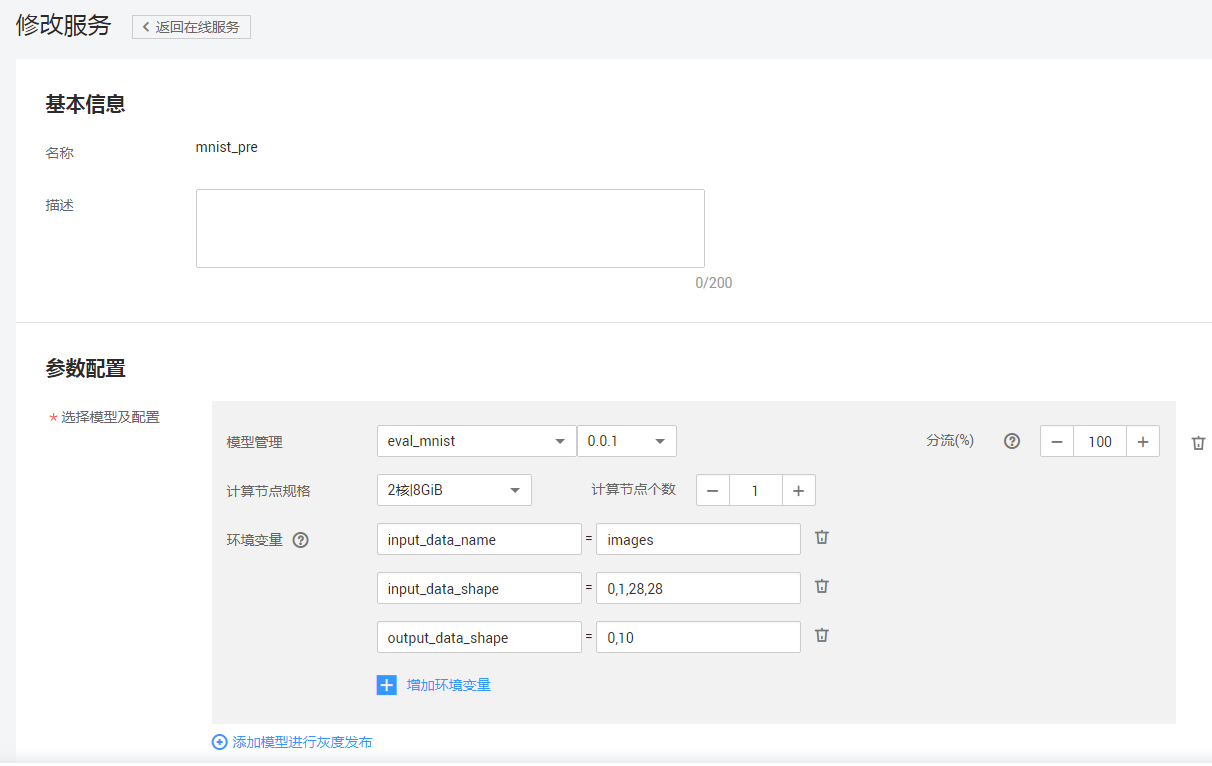 修改服务 返回在线服务
基本信息
名称 mnist_pre
描述
0/200
参数配置
* 选择模型及配置
模型管理 eval_mnist 0.0.1 分流(%) ? − 100 +
计算节点规格 2核|8GiB 计算节点个数 − 1 +
环境变量 ? input_data_name = images
input_data_shape = 0,1,28,28
output_data_shape = 0,10
增加环境变量
添加模型进行灰度发布